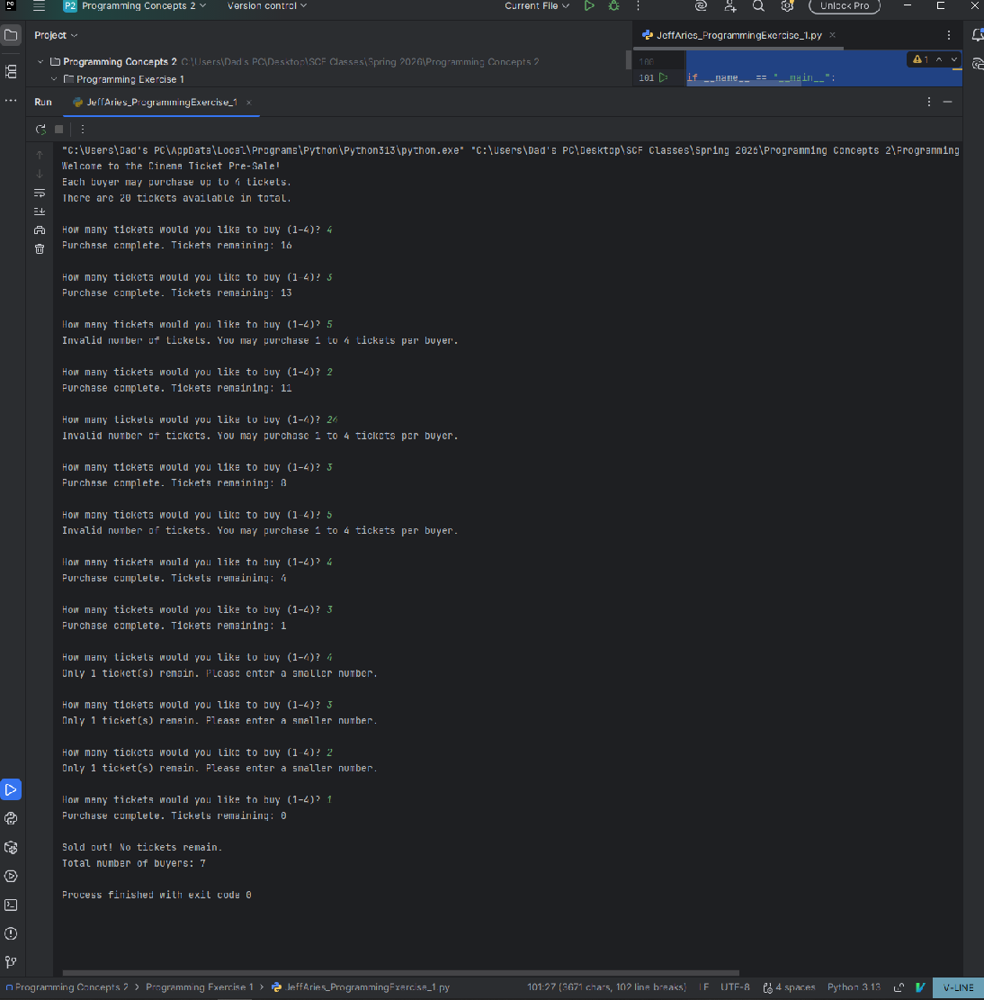 PC
P2 Programming Concepts 2 Version control Current File Unlock Pro
Project
JeffAries_ProgrammingExercise_1.py
Programming Concepts 2 C:\Users\Dad's PC\Desktop\SCF Classes\Spring 2026\Programming Concepts 2
100
1
Programming Exercise 1
101 if __name__ == "__main__":
Run JeffAries_ProgrammingExercise_1
"C:\Users\Dad's PC\AppData\Local\Programs\Python\Python313\python.exe" "C:\Users\Dad's PC\Desktop\SCF Classes\Spring 2026\Programming Concepts 2\Programming
Welcome to the Cinema Ticket Pre-Sale!
Each buyer may purchase up to 4 tickets.
There are 20 tickets available in total.
How many tickets would you like to buy (1-4)? 4
Purchase complete. Tickets remaining: 16
How many tickets would you like to buy (1-4)? 3
Purchase complete. Tickets remaining: 13
How many tickets would you like to buy (1-4)? 5
Invalid number of tickets. You may purchase 1 to 4 tickets per buyer.
How many tickets would you like to buy (1-4)? 2
Purchase complete. Tickets remaining: 11
How many tickets would you like to buy (1-4)? 24
Invalid number of tickets. You may purchase 1 to 4 tickets per buyer.
How many tickets would you like to buy (1-4)? 3
Purchase complete. Tickets remaining: 8
How many tickets would you like to buy (1-4)? 5
Invalid number of tickets. You may purchase 1 to 4 tickets per buyer.
How many tickets would you like to buy (1-4)? 4
Purchase complete. Tickets remaining: 4
How many tickets would you like to buy (1-4)? 3
Purchase complete. Tickets remaining: 1
How many tickets would you like to buy (1-4)? 4
Only 1 ticket(s) remain. Please enter a smaller number.
How many tickets would you like to buy (1-4)? 3
Only 1 ticket(s) remain. Please enter a smaller number.
How many tickets would you like to buy (1-4)? 2
Only 1 ticket(s) remain. Please enter a smaller number.
How many tickets would you like to buy (1-4)? 1
Purchase complete. Tickets remaining: 0
Sold out! No tickets remain.
Total number of buyers: 7
Process finished with exit code 0
Programming Concepts 2 > Programming Exercise 1 > JeffAries_ProgrammingExercise_1.py 101:27 (3671 chars, 102 line breaks) LF UTF-8 4 spaces Python 3.13 V-LINE